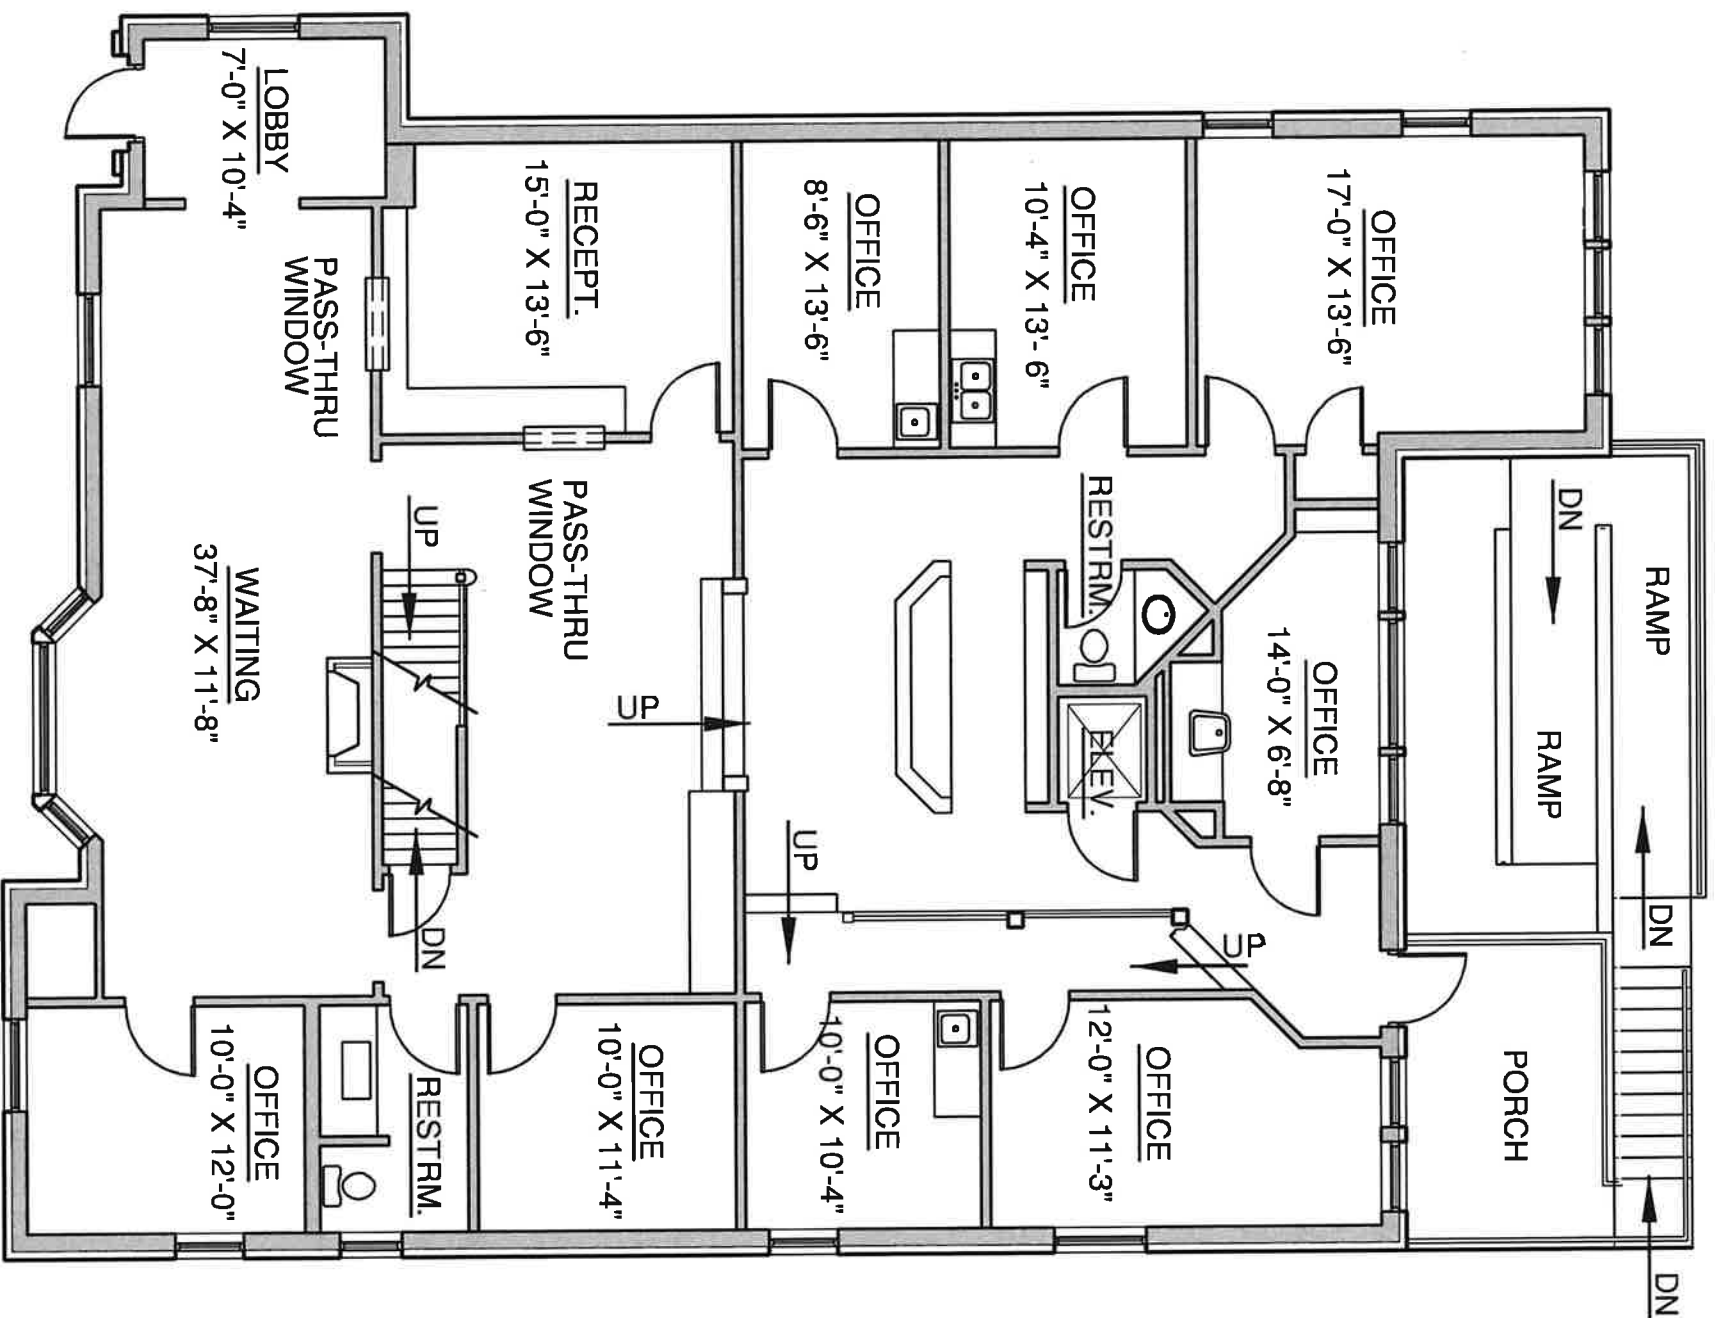 LOBBY
7'-0" X 10'-4"
PASS-THRU
WINDOW
WAITING
37'-8" X 11'-8"
UP
DN
RECEPT.
15'-0" X 13'-6"
PASS-THRU
WINDOW
UP
OFFICE
8'-6" X 13'-6"
OFFICE
10'-4" X 13'-6"
OFFICE
17'-0" X 13'-6"
RESTRM.
ELEV.
OFFICE
14'-0" X 6'-8"
UP
UP
OFFICE
10'-0" X 12'-0"
RESTRM.
OFFICE
10'-0" X 11'-4"
OFFICE
10'-0" X 10'-4"
OFFICE
12'-0" X 11'-3"
DN
RAMP
RAMP
DN
PORCH
DN